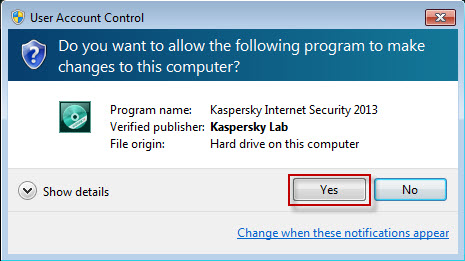 User Account Control
Do you want to allow the following program to make
changes to this computer?
Program name: Kaspersky Internet Security 2013
Verified publisher: Kaspersky Lab
File origin: Hard drive on this computer
Show details
Yes
No
Change when these notifications appear